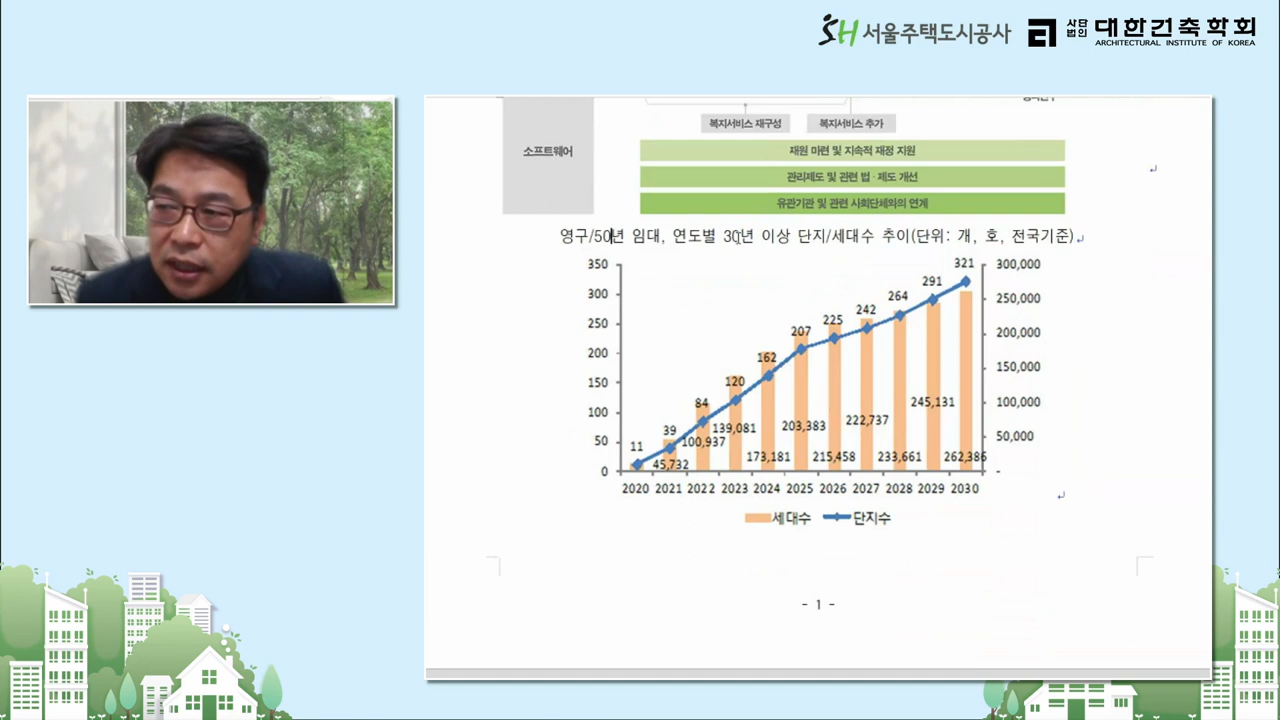 SH 서울주택도시공사
사단법인 대한건축학회
ARCHITECTURAL INSTITUTE OF KOREA
복지서비스 재구성 복지서비스 추가
소프트웨어
재원 마련 및 지속적 재정 지원
관리제도 및 관련 법·제도 개선
유관기관 및 관련 사회단체와의 연계
영구/50년 임대, 연도별 30년 이상 단지/세대수 추이(단위: 개, 호, 전국기준)
350 300 250 200 150 100 50 0
11 39 84 120 162 207 225 242 264 291 321
45,732 100,937 139,081 173,181 203,383 215,458 222,737 233,661 245,131 262,386
300,000 250,000 200,000 150,000 100,000 50,000 -
2020 2021 2022 2023 2024 2025 2026 2027 2028 2029 2030
세대수 단지수
- 1 -